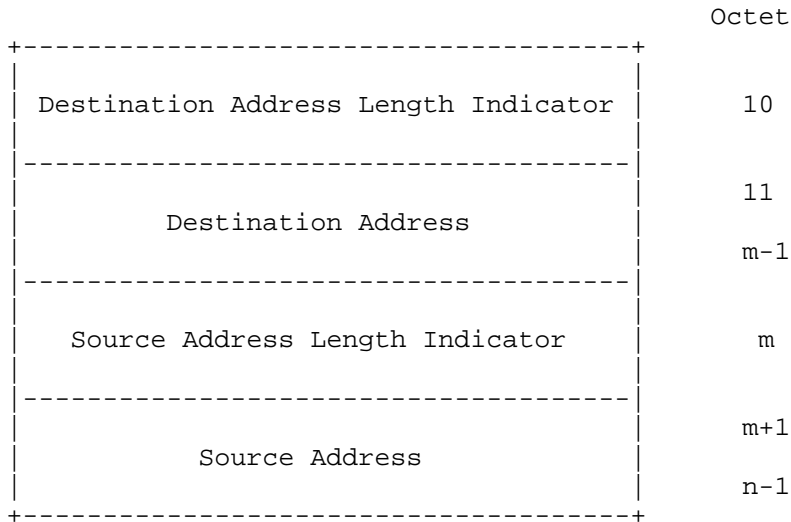 Octet
Destination Address Length Indicator 10
11
Destination Address
m-1
Source Address Length Indicator m
m+1
Source Address
n-1